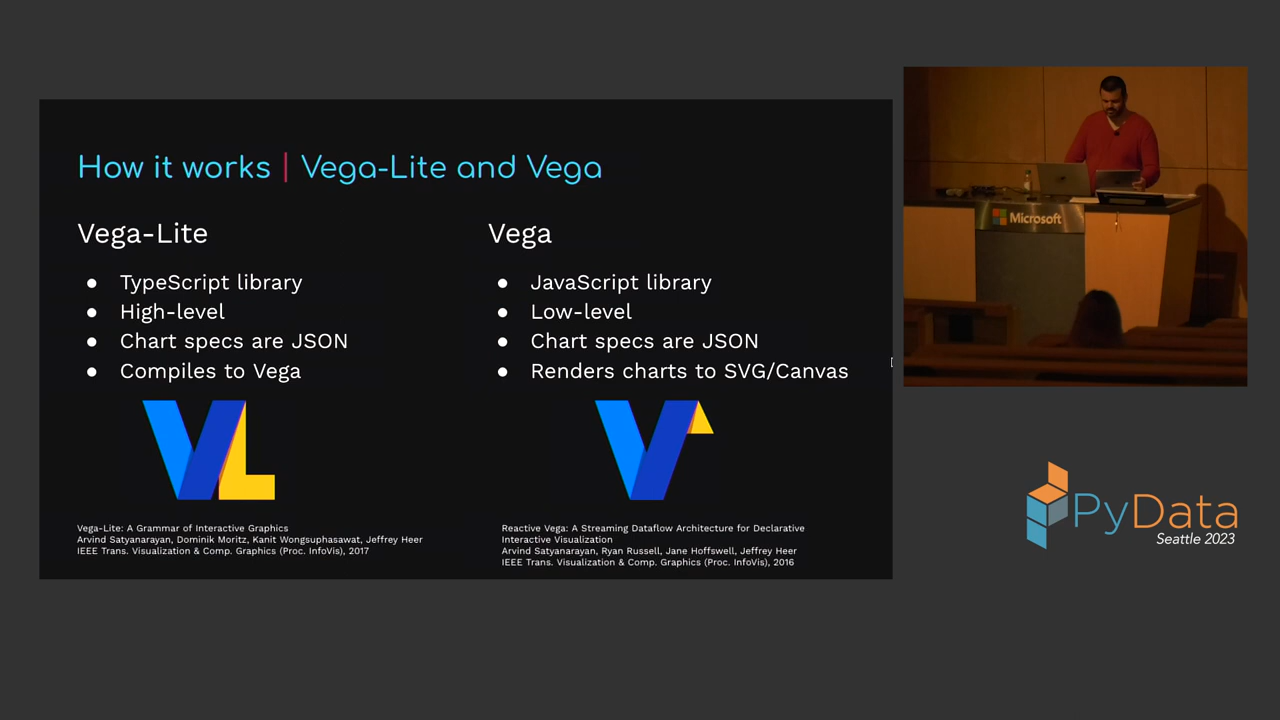 How it works | Vega-Lite and Vega
Vega-Lite
● TypeScript library
● High-level
● Chart specs are JSON
● Compiles to Vega
Vega-Lite: A Grammar of Interactive Graphics
Arvind Satyanarayan, Dominik Moritz, Kanit Wongsuphasawat, Jeffrey Heer
IEEE Trans. Visualization & Comp. Graphics (Proc. InfoVis), 2017
Vega
● JavaScript library
● Low-level
● Chart specs are JSON
● Renders charts to SVG/Canvas
Reactive Vega: A Streaming Dataflow Architecture for Declarative
Interactive Visualization
Arvind Satyanarayan, Ryan Russell, Jane Hoffswell, Jeffrey Heer
IEEE Trans. Visualization & Comp. Graphics (Proc. InfoVis), 2016
Microsoft
PyData
Seattle 2023